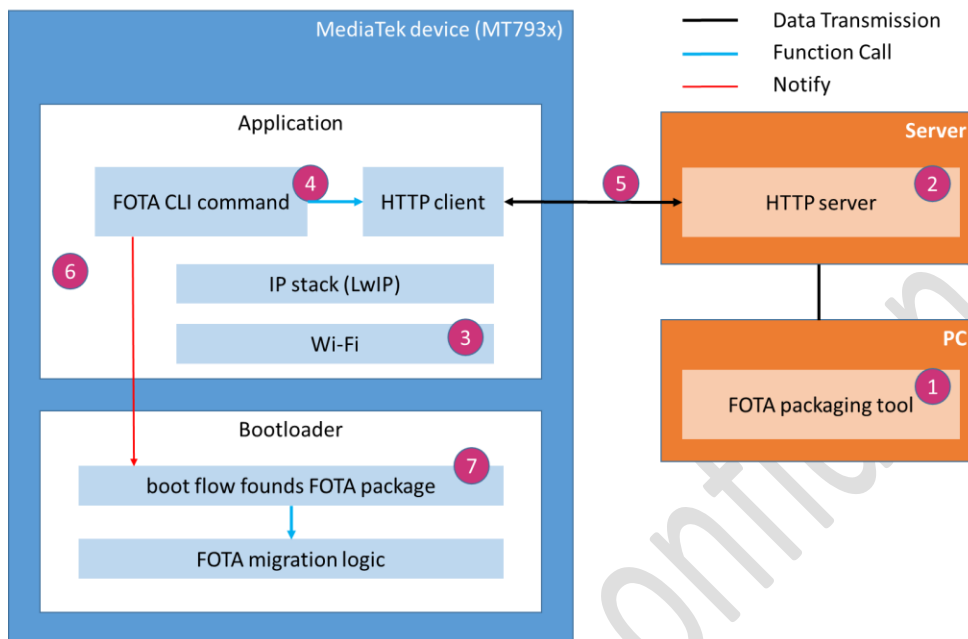 MediaTek device (MT793x)
Data Transmission
Function Call
Notify
Application
FOTA CLI command
4
HTTP client
5
6
IP stack (LwIP)
Wi-Fi
3
Server
2
HTTP server
PC
1
FOTA packaging tool
Bootloader
7
boot flow founds FOTA package
FOTA migration logic